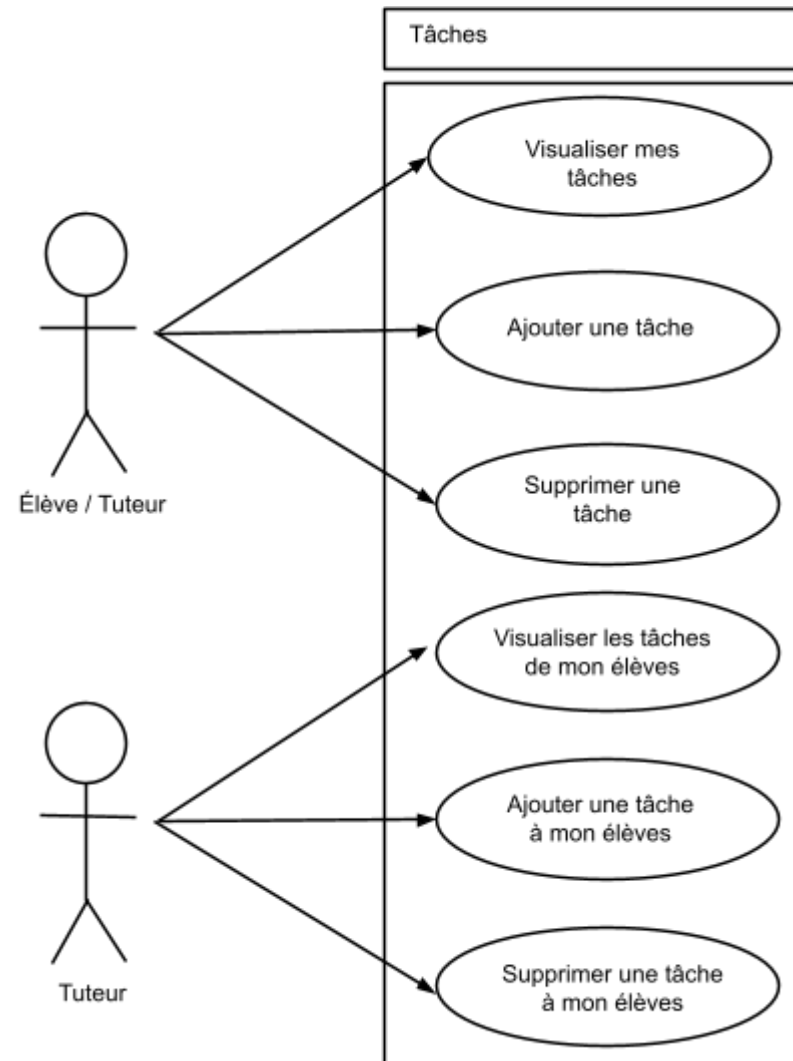 Tâches
Visualiser mes
tâches
Ajouter une tâche
Supprimer une
tâche
Élève / Tuteur
Visualiser les tâches
de mon élèves
Ajouter une tâche
à mon élèves
Supprimer une tâche
à mon élèves
Tuteur